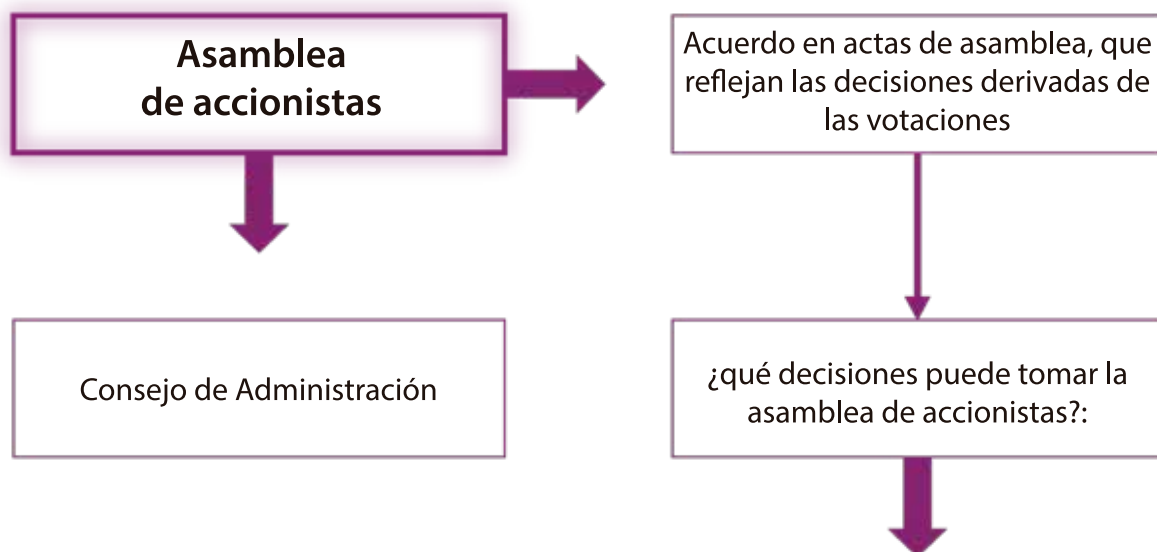 Asamblea
de accionistas
Acuerdo en actas de asamblea, que
reflejan las decisiones derivadas de
las votaciones
Consejo de Administración
¿qué decisiones puede tomar la
asamblea de accionistas?: